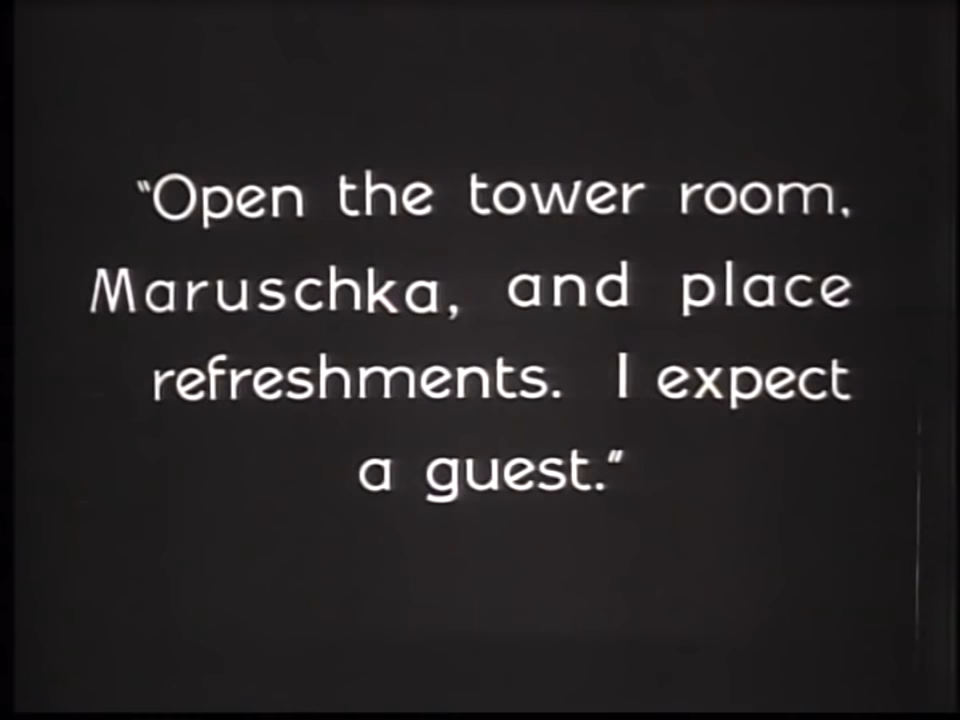 “Open the tower room,
Maruschka, and place
refreshments. I expect
a guest.”